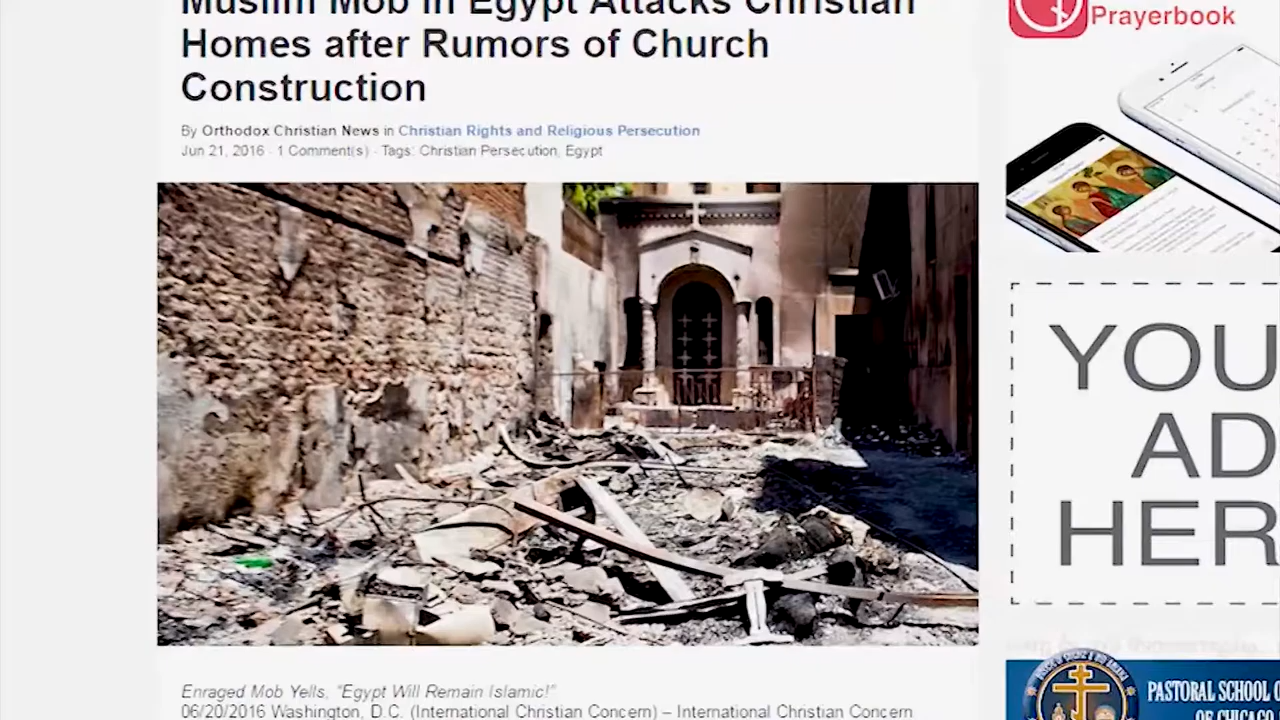 Muslim Mob in Egypt Attacks Christian
Homes after Rumors of Church
Construction
By Orthodox Christian News in Christian Rights and Religious Persecution
Jun 21, 2016 · 1 Comment(s) · Tags: Christian Persecution, Egypt
Enraged Mob Yells, “Egypt Will Remain Islamic!”
06/20/2016 Washington, D.C. (International Christian Concern) – International Christian Concern
Prayerbook
YOU
AD
HER
PASTORAL SCHOOL O
OF CHICAGO